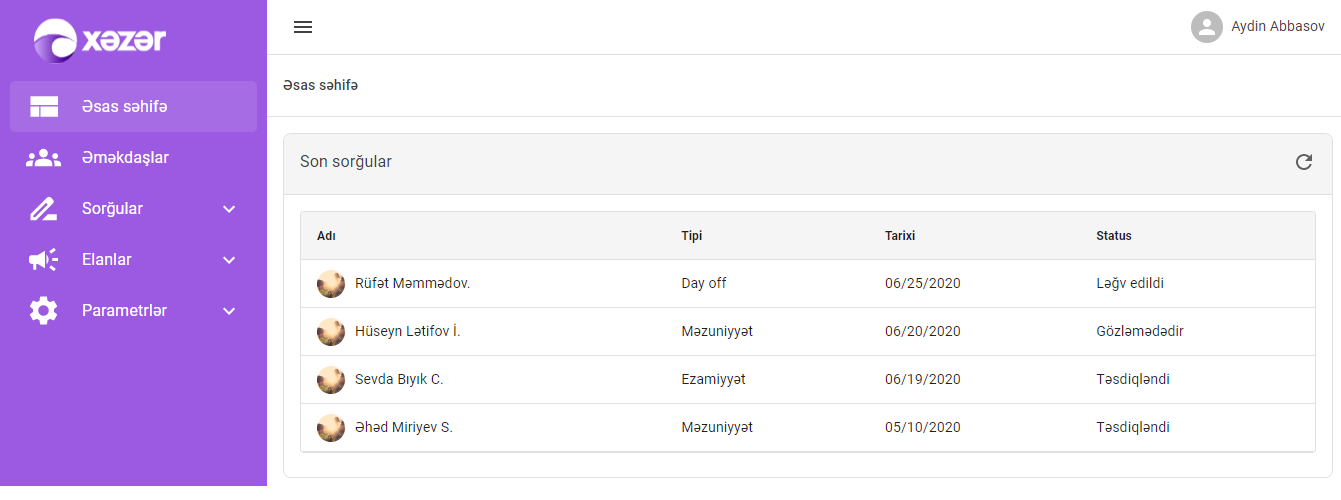 xəzər
Aydin Abbasov
Əsas səhifə
Əsas səhifə
Əməkdaşlar
Sorğular
Elanlar
Parametrlər
Son sorğular
Adı Tipi Tarixi Status
Rüfət Məmmədov. Day off 06/25/2020 Ləğv edildi
Hüseyn Lətifov İ. Məzuniyyət 06/20/2020 Gözləmədədir
Sevda Bıyık C. Ezamiyyət 06/19/2020 Təsdiqləndi
Əhəd Miriyev S. Məzuniyyət 05/10/2020 Təsdiqləndi